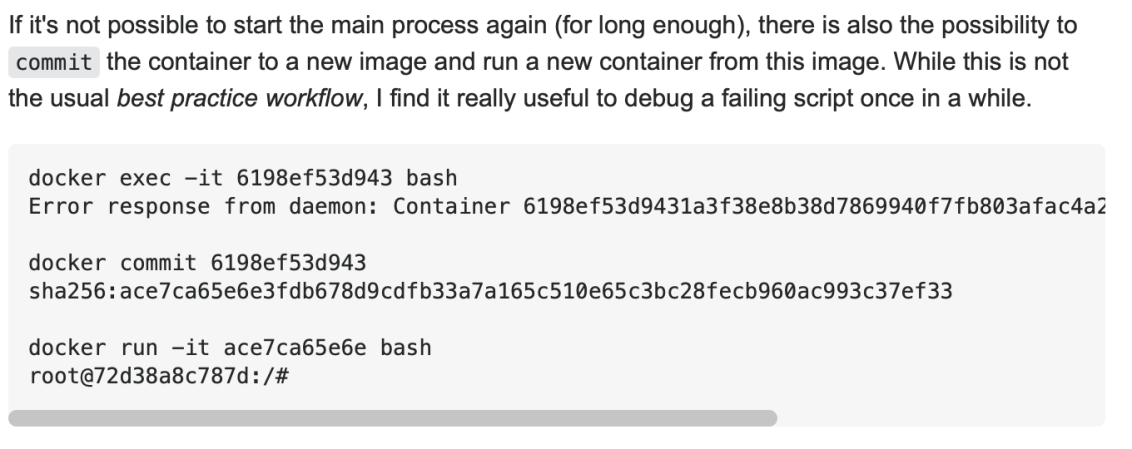 If it's not possible to start the main process again (for long enough), there is also the possibility to
commit the container to a new image and run a new container from this image. While this is not
the usual best practice workflow, I find it really useful to debug a failing script once in a while.
docker exec -it 6198ef53d943 bash
Error response from daemon: Container 6198ef53d9431a3f38e8b38d7869940f7fb803afac4a2
docker commit 6198ef53d943
sha256:ace7ca65e6e3fdb678d9cdfb33a7a165c510e65c3bc28fecb960ac993c37ef33
docker run -it ace7ca65e6e bash
root@72d38a8c787d:/#